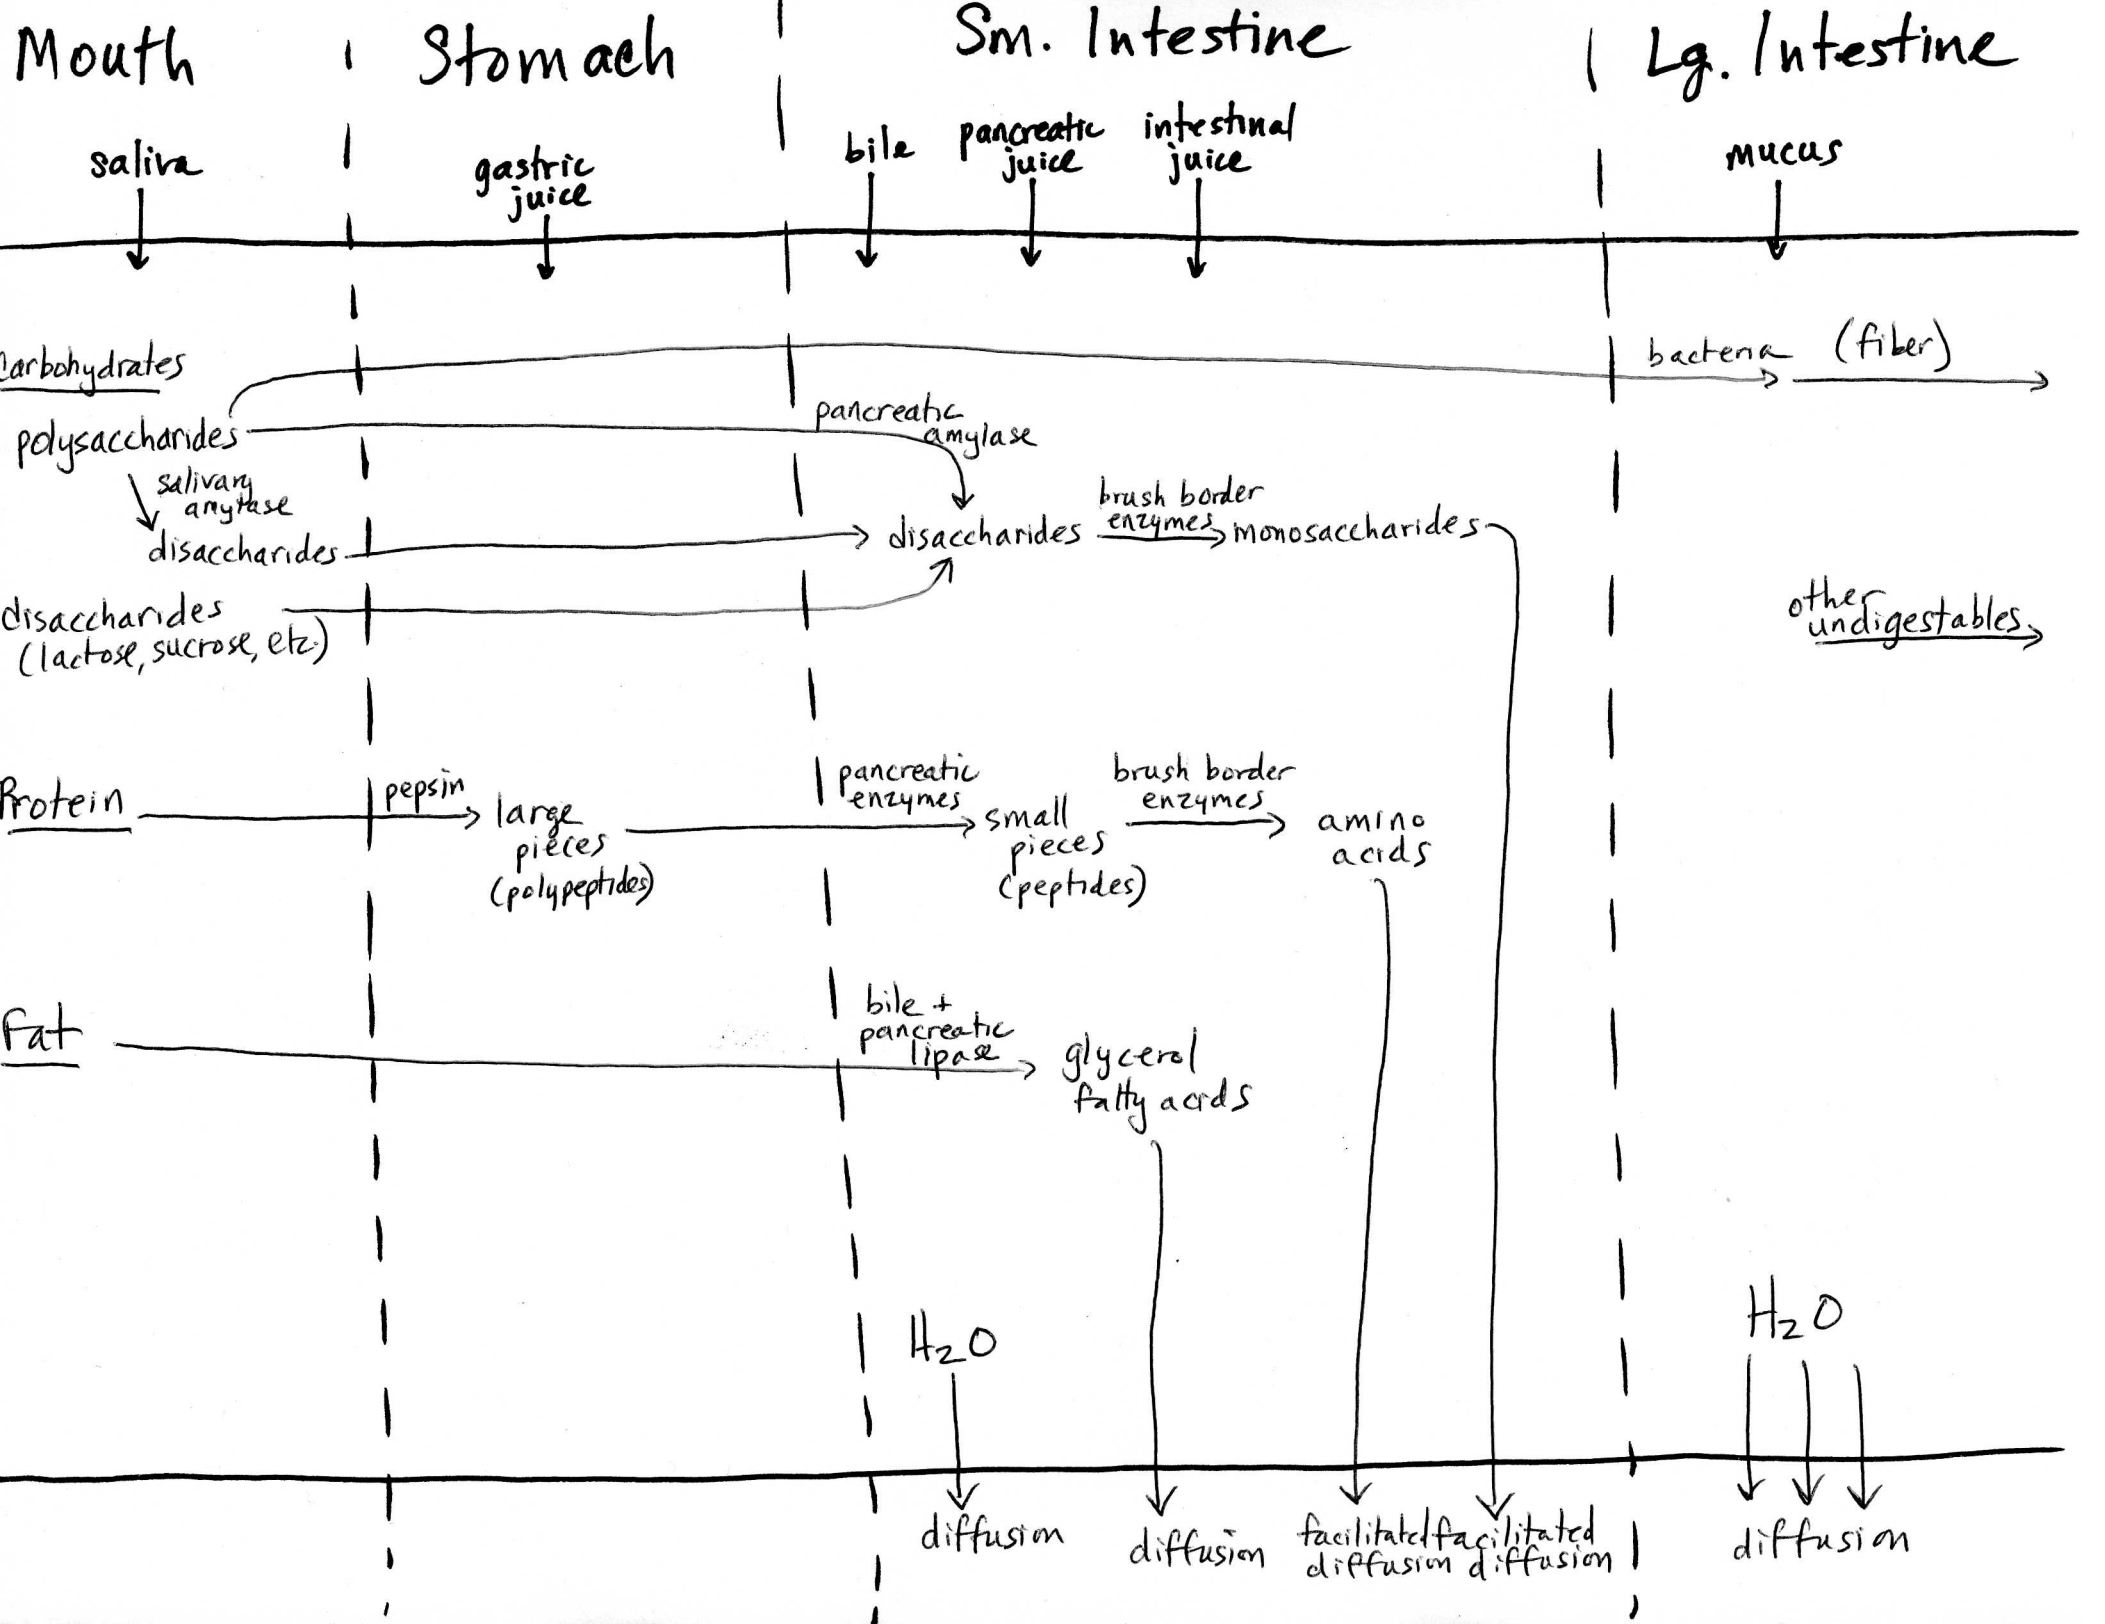 Mouth
Stomach
Sm. Intestine
Lg. Intestine
saliva
gastric
juice
bile
pancreatic
juice
intestinal
juice
mucus
Carbohydrates
bacteria
(fiber)
polysaccharides
pancreatic
amylase
salivary
amylase
disaccharides
disaccharides
brush border
enzymes
monosaccharides
disaccharides
(lactose, sucrose, etc.)
other
undigestables
Protein
pepsin
large
pieces
(polypeptides)
pancreatic
enzymes
small
pieces
(peptides)
brush border
enzymes
amino
acids
Fat
bile +
pancreatic
lipase
glycerol
fatty acids
H₂O
H₂O
diffusion
diffusion
facilitated
diffusion
facilitated
diffusion
diffusion